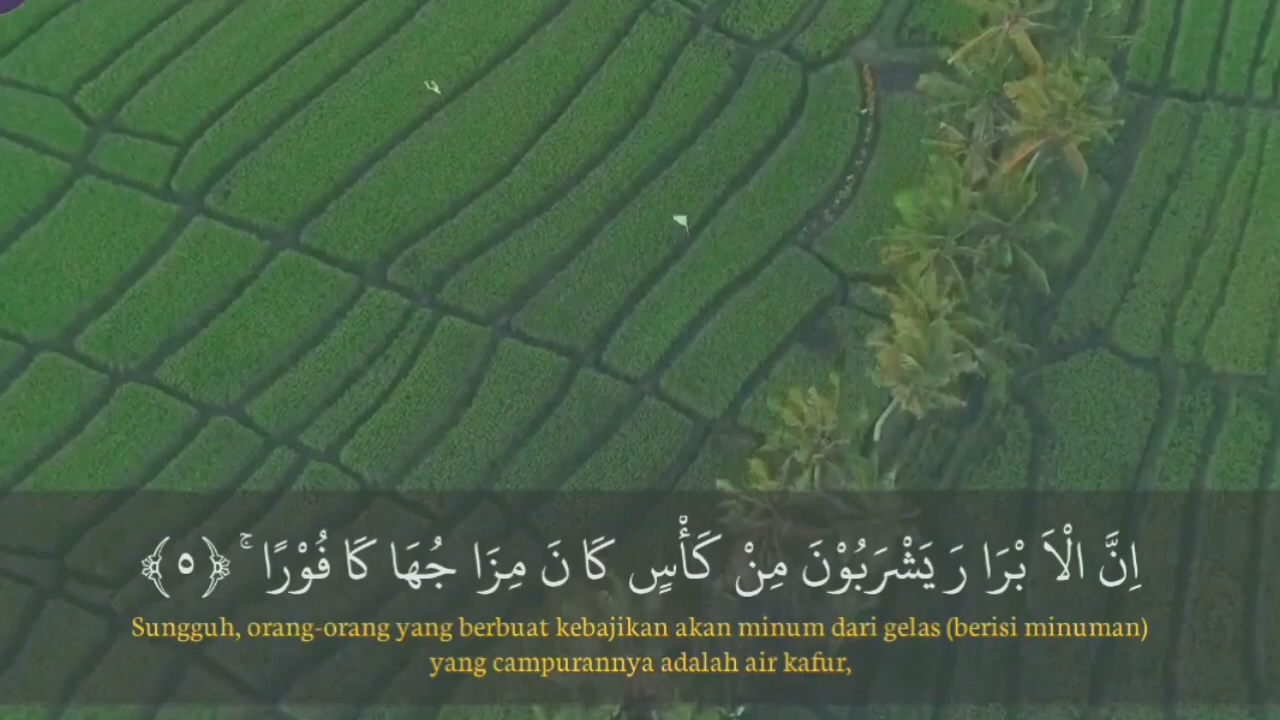 اِنَّ الْاَ بْرَا رَ يَشْرَبُوْنَ مِنْ كَأْسٍ كَا نَ مِزَا جُهَا كَا فُوْرًا ۚ ﴿٥﴾
Sungguh, orang-orang yang berbuat kebajikan akan minum dari gelas (berisi minuman)
yang campurannya adalah air kafur,